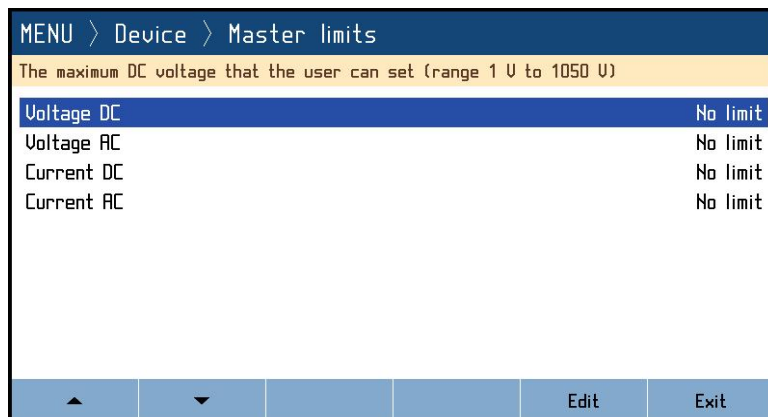 MENU 〉 Device 〉 Master limits
The maximum DC voltage that the user can set (range 1 V to 1050 V)
Voltage DC No limit
Voltage AC No limit
Current DC No limit
Current AC No limit
Edit Exit